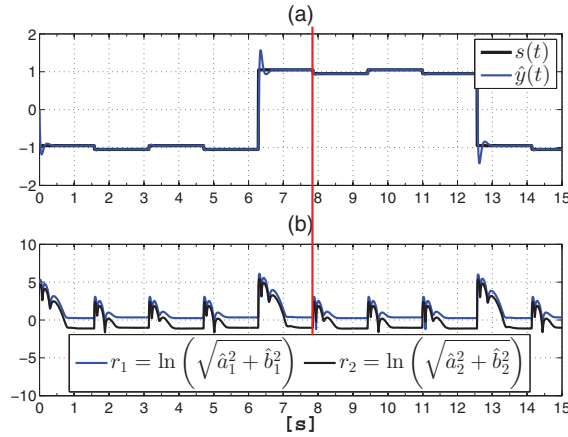 (a)
2
1
0
−1
−2
s(t)
ŷ(t)
0 1 2 3 4 5 6 7 8 9 10 11 12 13 14 15
(b)
10
5
0
−5
−10
r₁ = ln(√(â₁² + b̂₁²)) r₂ = ln(√(â₂² + b̂₂²))
0 1 2 3 4 5 6 7 8 9 10 11 12 13 14 15
[s]